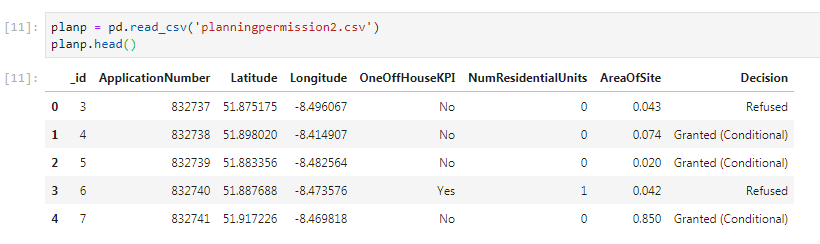 [11]: planp = pd.read_csv('planningpermission2.csv')
planp.head()
[11]: _id ApplicationNumber Latitude Longitude OneOffHouseKPI NumResidentialUnits AreaOfSite Decision
0 3 832737 51.875175 -8.496067 No 0 0.043 Refused
1 4 832738 51.898020 -8.414907 No 0 0.074 Granted (Conditional)
2 5 832739 51.883356 -8.482564 No 0 0.020 Granted (Conditional)
3 6 832740 51.887688 -8.473576 Yes 1 0.042 Refused
4 7 832741 51.917226 -8.469818 No 0 0.850 Granted (Conditional)